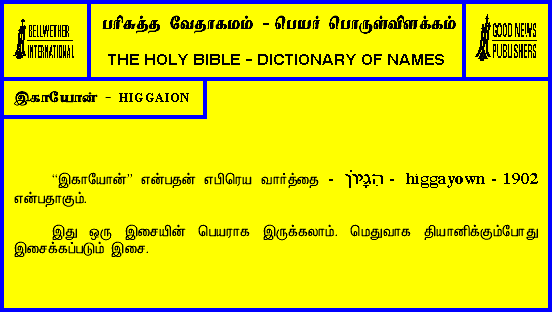 BELLWETHER
INTERNATIONAL
பரிசுத்த வேதாகமம் - பெயர் பொருள்விளக்கம்
THE HOLY BIBLE - DICTIONARY OF NAMES
GOOD NEWS
PUBLISHERS
இகாயோன் - HIGGAION
“இகாயோன்” என்பதன் எபிரெய வார்த்தை - הִגָּיוֹן - higgayown - 1902
என்பதாகும்.
இது ஒரு இசையின் பெயராக இருக்கலாம். மெதுவாக தியானிக்கும்போது
இசைக்கப்படும் இசை.